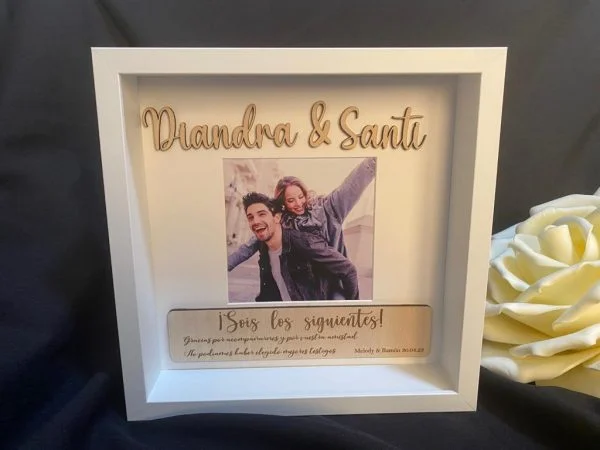 Diandra & Santi
¡Sois los siguientes!
Gracias por acompañarnos y por vuestra amistad
No podíamos haber elegido mejores testigos
Melody & Ramón 20.04.22